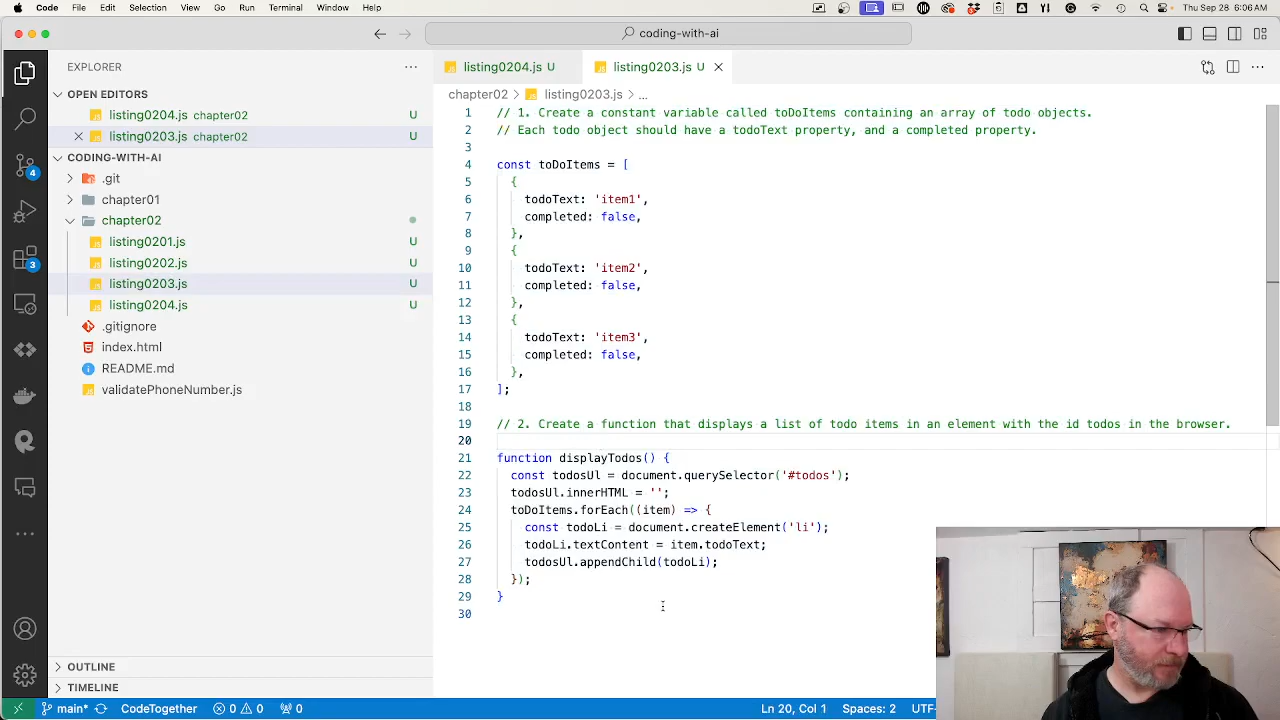 Code File Edit Selection View Go Run Terminal Window Help Thu Sep 28 6:06 AM
coding-with-ai
EXPLORER
OPEN EDITORS
listing0204.js chapter02 U
listing0203.js chapter02 U
CODING-WITH-AI
.git
chapter01
chapter02
listing0201.js U
listing0202.js U
listing0203.js U
listing0204.js U
.gitignore
index.html
README.md
validatePhoneNumber.js
OUTLINE
TIMELINE
4
3
listing0204.js U listing0203.js U
chapter02 > listing0203.js > ...
1 // 1. Create a constant variable called toDoItems containing an array of todo objects.
2 // Each todo object should have a todoText property, and a completed property.
3
4 const toDoItems = [
5 {
6 todoText: 'item1',
7 completed: false,
8 },
9 {
10 todoText: 'item2',
11 completed: false,
12 },
13 {
14 todoText: 'item3',
15 completed: false,
16 },
17 ];
18
19 // 2. Create a function that displays a list of todo items in an element with the id todos in the browser.
20
21 function displayTodos() {
22 const todosUl = document.querySelector('#todos');
23 todosUl.innerHTML = '';
24 toDoItems.forEach((item) => {
25 const todoLi = document.createElement('li');
26 todoLi.textContent = item.todoText;
27 todosUl.appendChild(todoLi);
28 });
29 }
30
main* CodeTogether 0 0 0 Ln 20, Col 1 Spaces: 2 UTF-